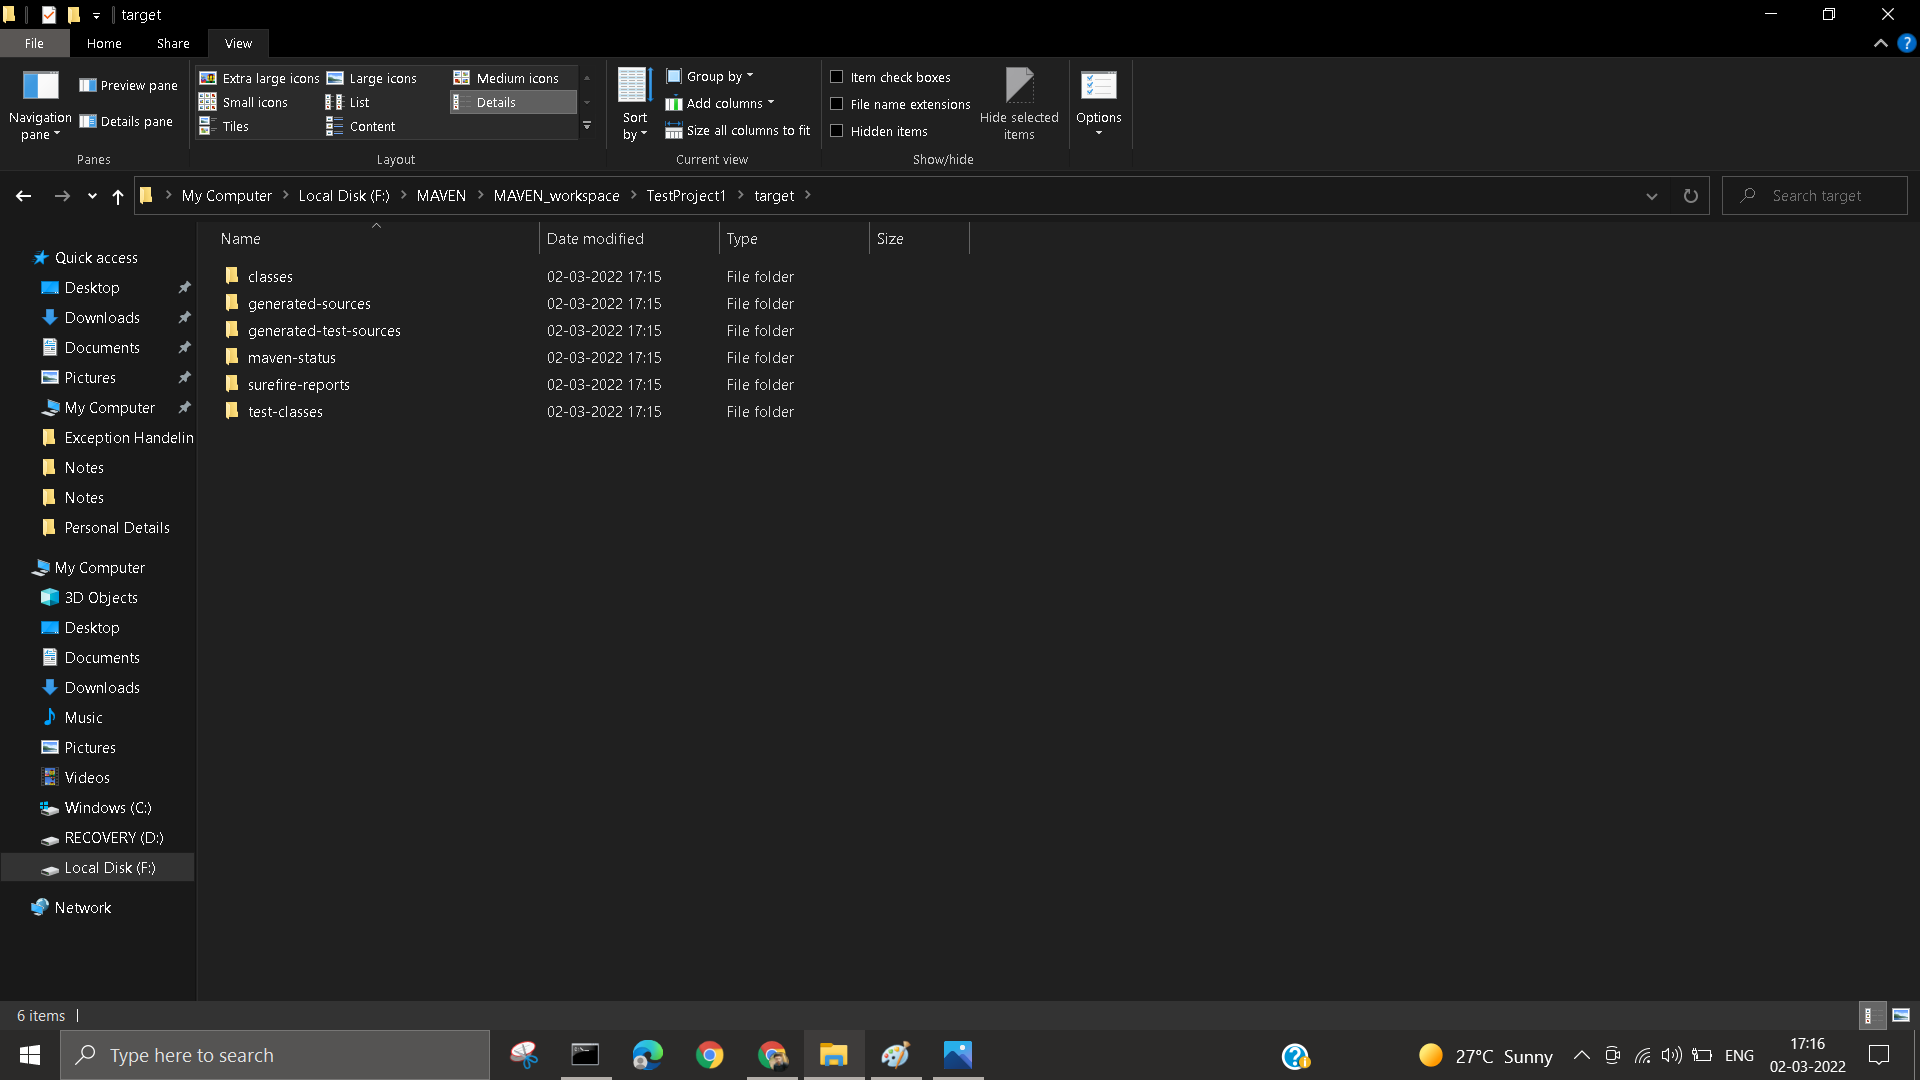 target
File Home Share View
Navigation pane
Preview pane
Details pane
Panes
Extra large icons Large icons Medium icons
Small icons List Details
Tiles Content
Layout
Sort by
Group by
Add columns
Size all columns to fit
Current view
Item check boxes
File name extensions
Hidden items
Hide selected items
Show/hide
Options
My Computer Local Disk (F:) MAVEN MAVEN_workspace TestProject1 target
Search target
Quick access
Desktop
Downloads
Documents
Pictures
My Computer
Exception Handelin
Notes
Notes
Personal Details
My Computer
3D Objects
Desktop
Documents
Downloads
Music
Pictures
Videos
Windows (C:)
RECOVERY (D:)
Local Disk (F:)
Network
Name Date modified Type Size
classes 02-03-2022 17:15 File folder
generated-sources 02-03-2022 17:15 File folder
generated-test-sources 02-03-2022 17:15 File folder
maven-status 02-03-2022 17:15 File folder
surefire-reports 02-03-2022 17:15 File folder
test-classes 02-03-2022 17:15 File folder
6 items
Type here to search
27°C Sunny
ENG
17:16
02-03-2022